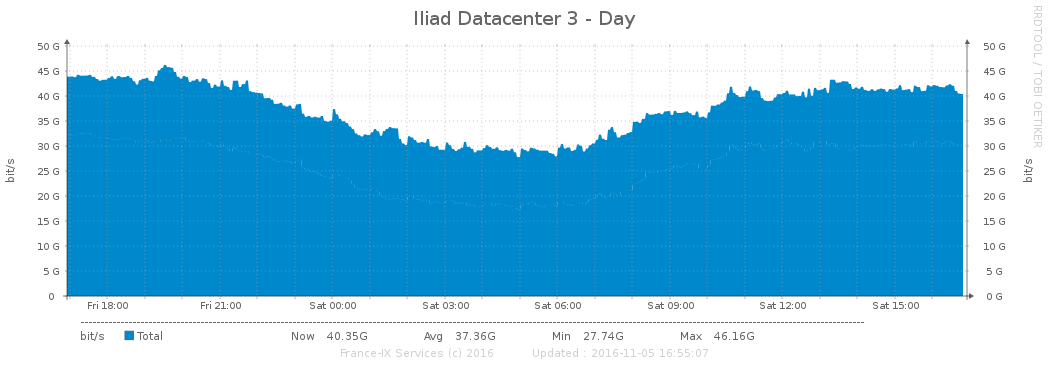 Iliad Datacenter 3 - Day
RRDTOOL / TOBI OETIKER
50 G 50 G
45 G 45 G
40 G 40 G
35 G 35 G
30 G 30 G
25 G 25 G
20 G 20 G
15 G 15 G
10 G 10 G
5 G 5 G
0 0 G
bit/s bit/s
Fri 18:00 Fri 21:00 Sat 00:00 Sat 03:00 Sat 06:00 Sat 09:00 Sat 12:00 Sat 15:00
bit/s Total Now 40.35G Avg 37.36G Min 27.74G Max 46.16G
France-IX Services (c) 2016 Updated : 2016-11-05 16:55:07